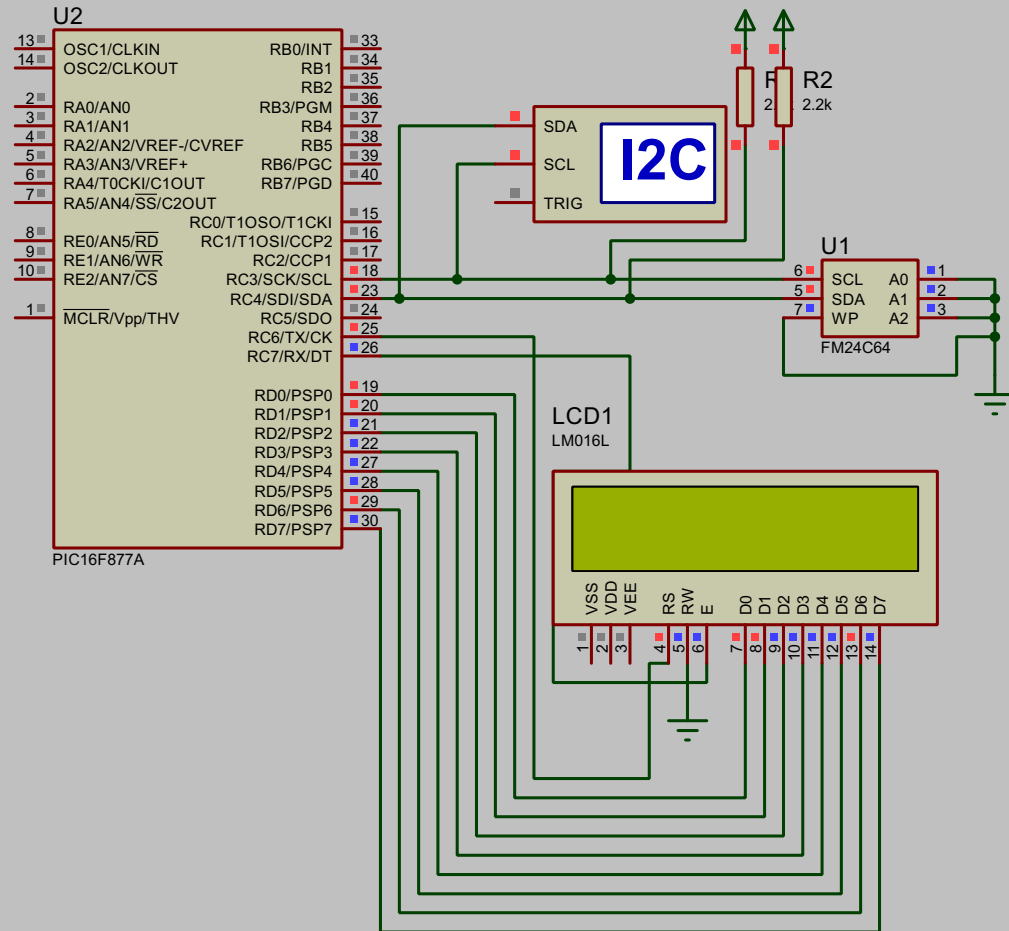 U2
13 OSC1/CLKIN RB0/INT 33
14 OSC2/CLKOUT RB1 34
RB2 35
2 RA0/AN0 RB3/PGM 36
3 RA1/AN1 RB4 37
4 RA2/AN2/VREF-/CVREF RB5 38
5 RA3/AN3/VREF+ RB6/PGC 39
6 RA4/T0CKI/C1OUT RB7/PGD 40
7 RA5/AN4/SS/C2OUT
RC0/T1OSO/T1CKI 15
8 RE0/AN5/RD RC1/T1OSI/CCP2 16
9 RE1/AN6/WR RC2/CCP1 17
10 RE2/AN7/CS RC3/SCK/SCL 18
RC4/SDI/SDA 23
1 MCLR/Vpp/THV RC5/SDO 24
RC6/TX/CK 25
RC7/RX/DT 26
RD0/PSP0 19
RD1/PSP1 20
RD2/PSP2 21
RD3/PSP3 22
RD4/PSP4 27
RD5/PSP5 28
RD6/PSP6 29
RD7/PSP7 30
PIC16F877A
SDA
SCL
TRIG
I2C
R2
2.2k
U1
6 SCL A0 1
5 SDA A1 2
7 WP A2 3
FM24C64
LCD1
LM016L
VSS VDD VEE RS RW E D0 D1 D2 D3 D4 D5 D6 D7
1 2 3 4 5 6 7 8 9 10 11 12 13 14